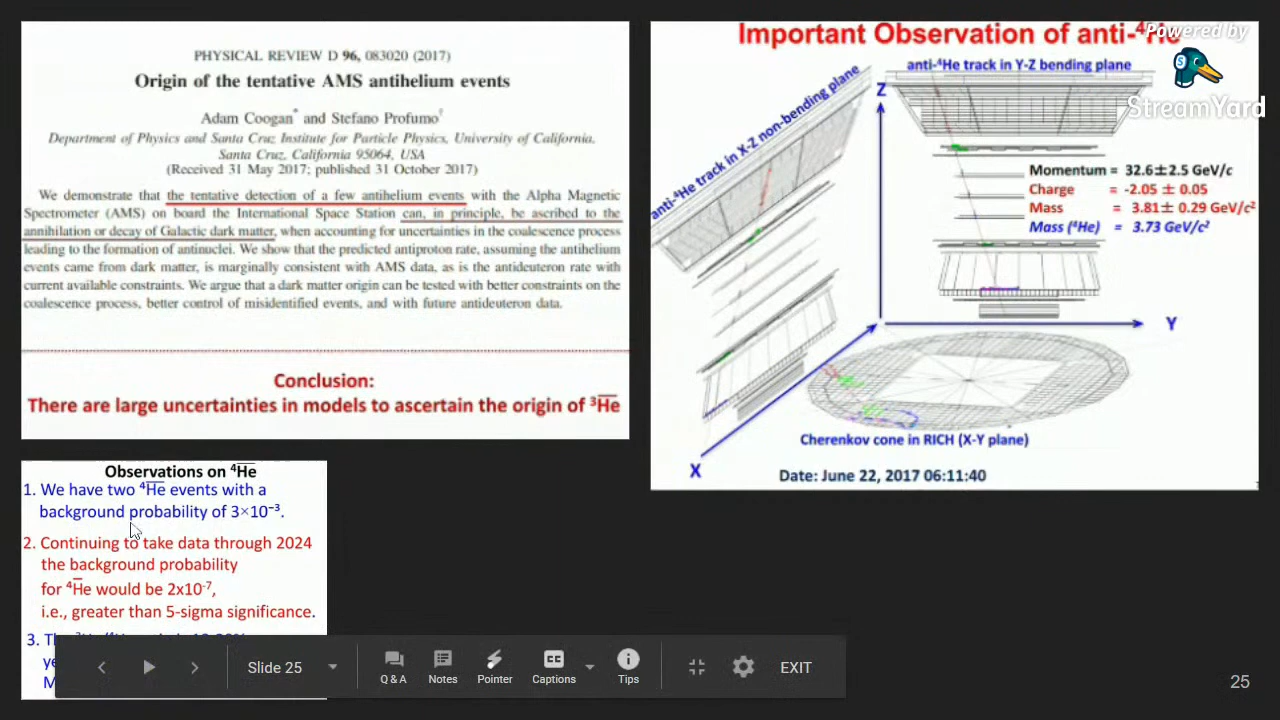 PHYSICAL REVIEW D 96, 083020 (2017)
Origin of the tentative AMS antihelium events
Adam Coogan* and Stefano Profumo†
Department of Physics and Santa Cruz Institute for Particle Physics, University of California,
Santa Cruz, California 95064, USA
(Received 31 May 2017; published 31 October 2017)
We demonstrate that the tentative detection of a few antihelium events with the Alpha Magnetic
Spectrometer (AMS) on board the International Space Station can, in principle, be ascribed to the
annihilation or decay of Galactic dark matter, when accounting for uncertainties in the coalescence process
leading to the formation of antinuclei. We show that the predicted antiproton rate, assuming the antihelium
events came from dark matter, is marginally consistent with AMS data, as is the antideuteron rate with
current available constraints. We argue that a dark matter origin can be tested with better constraints on the
coalescence process, better control of misidentified events, and with future antideuteron data.
Conclusion:
There are large uncertainties in models to ascertain the origin of ³H̅e̅
Important Observation of anti-⁴He
Powered by
StreamYard
anti-⁴He track in Y-Z bending plane
anti-⁴He track in X-Z non-bending plane
Z
Momentum = 32.6±2.5 GeV/c
Charge = -2.05 ± 0.05
Mass = 3.81± 0.29 GeV/c²
Mass (⁴He) = 3.73 GeV/c²
Y
Cherenkov cone in RICH (X-Y plane)
X
Date: June 22, 2017 06:11:40
Observations on ⁴H̅e̅
1. We have two ⁴H̅e̅ events with a
background probability of 3×10⁻³.
2. Continuing to take data through 2024
the background probability
for ⁴H̅e would be 2x10⁻⁷,
i.e., greater than 5-sigma significance.
3.
Slide 25
Q & A
Notes
Pointer
Captions
Tips
EXIT
25